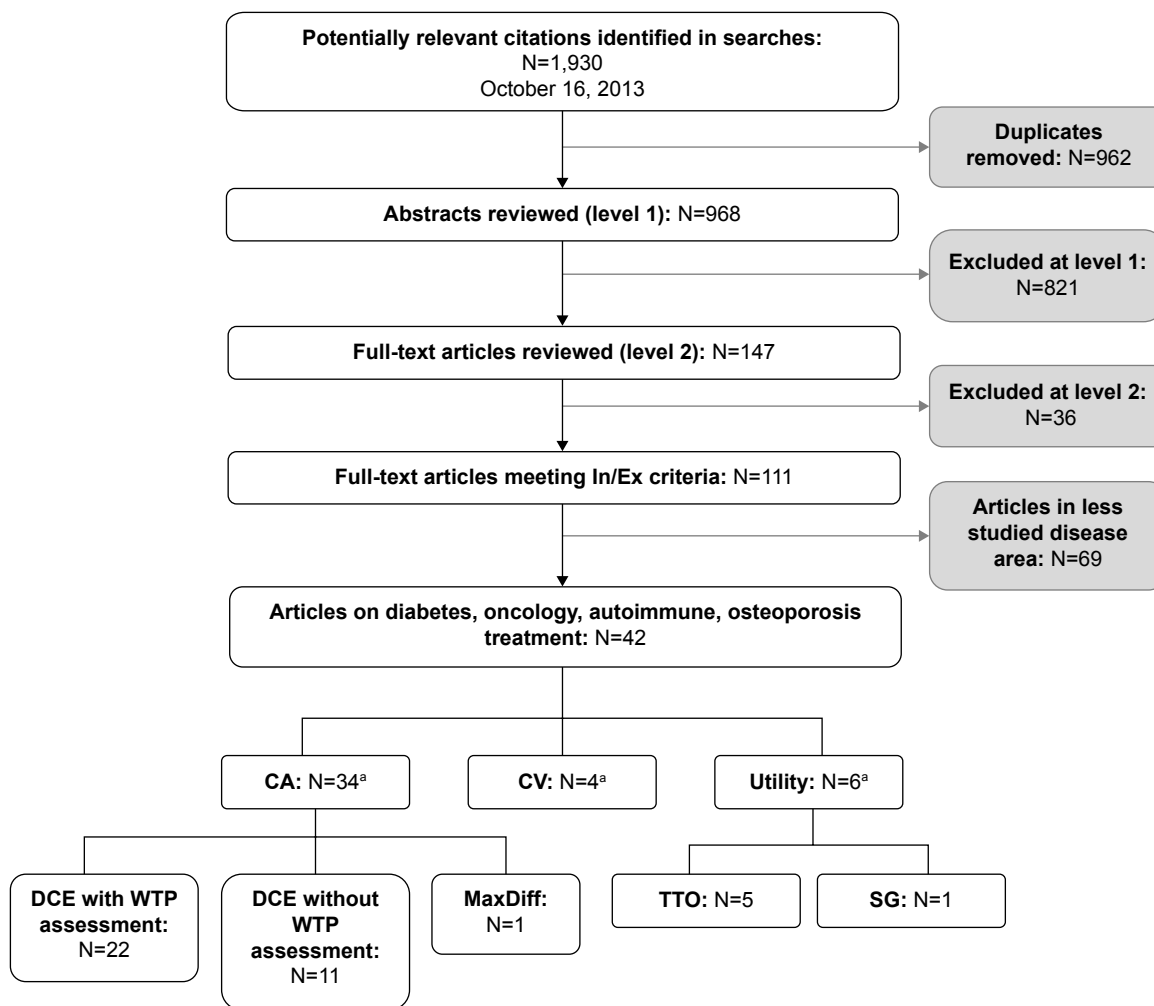 Potentially relevant citations identified in searches:
N=1,930
October 16, 2013
Duplicates
removed: N=962
Abstracts reviewed (level 1): N=968
Excluded at level 1:
N=821
Full-text articles reviewed (level 2): N=147
Excluded at level 2:
N=36
Full-text articles meeting In/Ex criteria: N=111
Articles in less
studied disease
area: N=69
Articles on diabetes, oncology, autoimmune, osteoporosis
treatment: N=42
CA: N=34ᵃ
CV: N=4ᵃ
Utility: N=6ᵃ
DCE with WTP
assessment:
N=22
DCE without
WTP
assessment:
N=11
MaxDiff:
N=1
TTO: N=5
SG: N=1